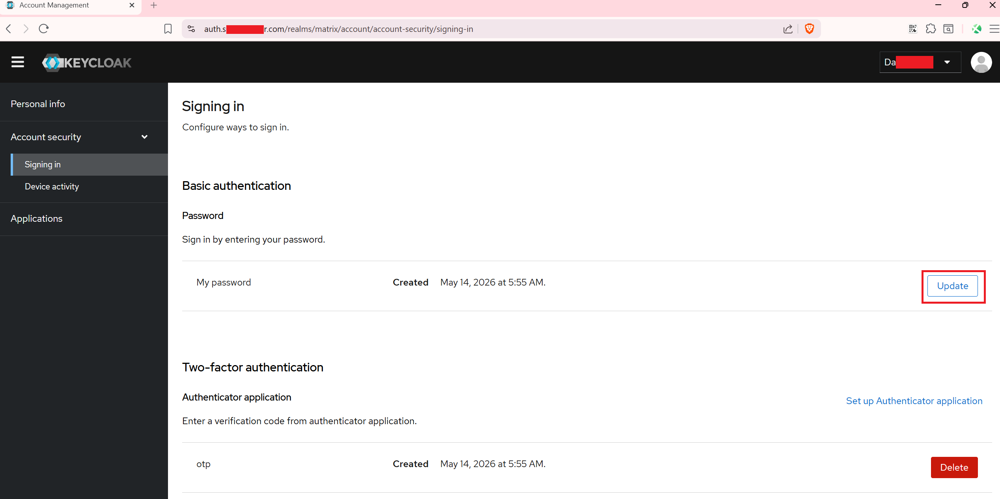 Account Management
auth.s r.com/realms/matrix/account/account-security/signing-in
KEYCLOAK
Da
Personal info
Account security
Signing in
Device activity
Applications
Signing in
Configure ways to sign in.
Basic authentication
Password
Sign in by entering your password.
My password Created May 14, 2026 at 5:55 AM. Update
Two-factor authentication
Authenticator application
Set up Authenticator application
Enter a verification code from authenticator application.
otp Created May 14, 2026 at 5:55 AM. Delete